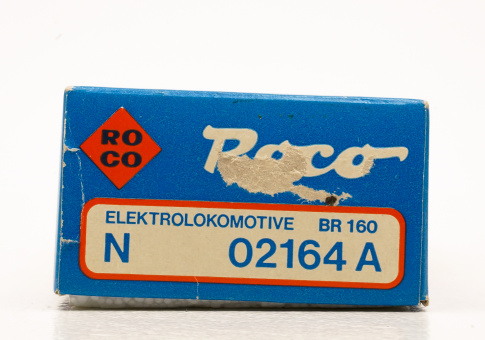 RO
CO
Roco
ELEKTROLOKOMOTIVE BR 160
N 02164 A